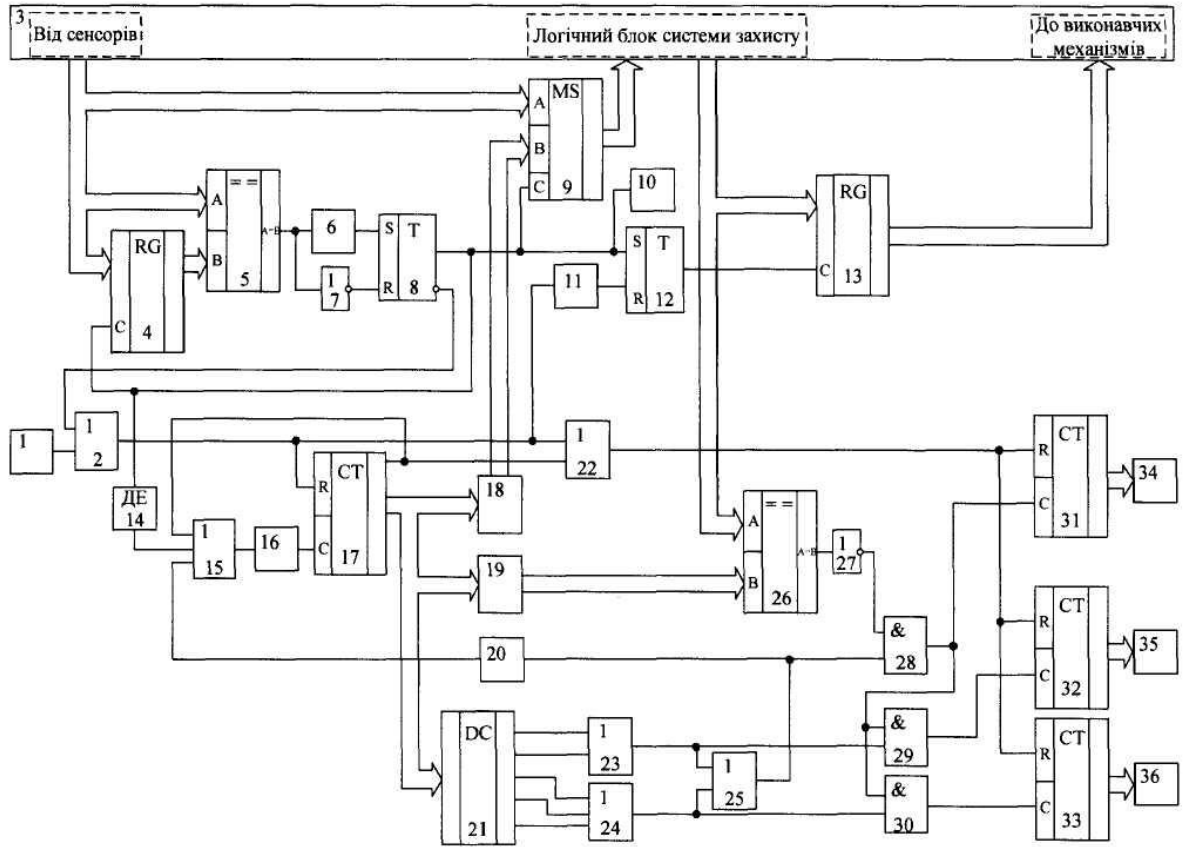 3
Від сенсорів
Логічний блок системи захисту
До виконавчих
механізмів
MS
A
B
C
9
10
== 
A
B
A=B
5
6
S
T
R
8
1
7
RG
C
4
11
S
T
R
12
RG
C
13
1
1
2
ДЕ
14
1
15
16
R
CT
C
17
18
19
20
1
22
==
A
B
A=B
26
1
27
&
28
R
CT
C
31
34
R
CT
C
32
35
R
CT
C
33
36
DC
21
1
23
1
24
1
25
&
29
&
30